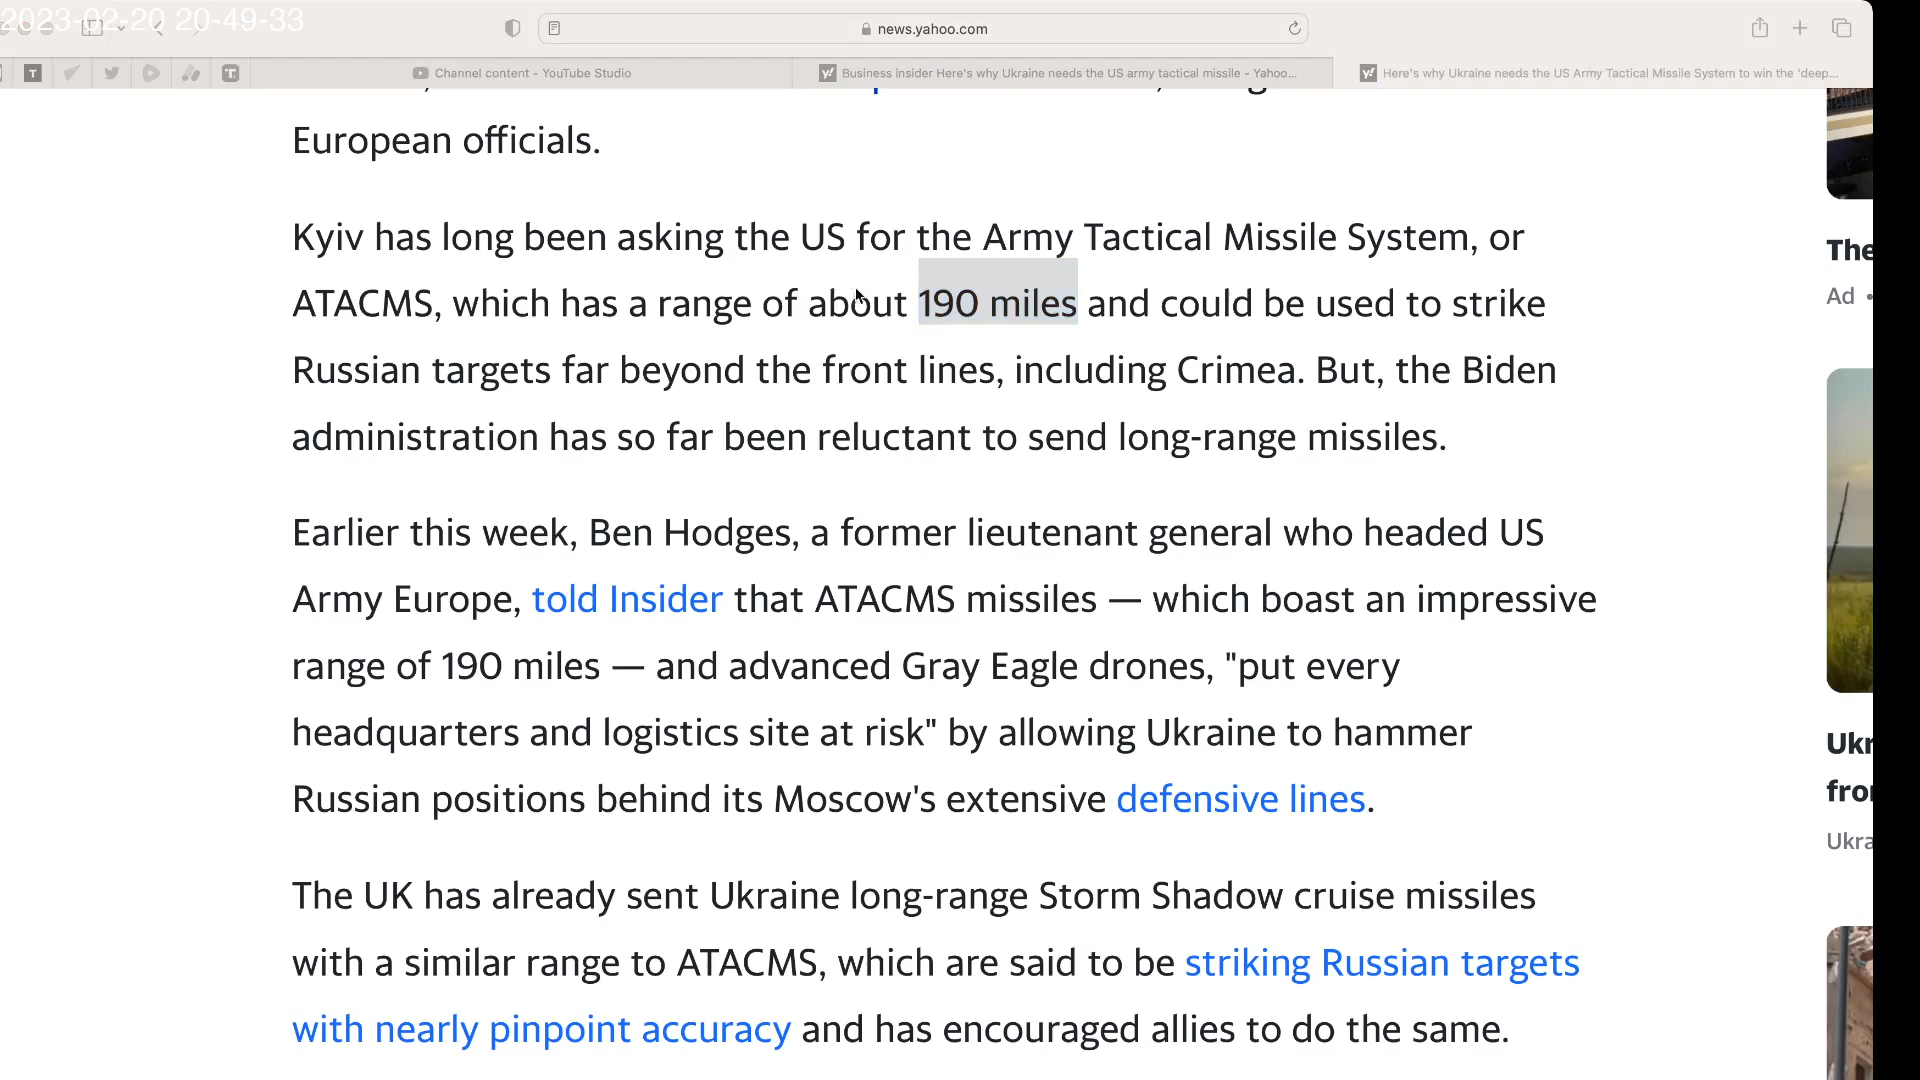 2023-02-20 20-49-33
news.yahoo.com
Channel content - YouTube Studio
Business insider Here's why Ukraine needs the US army tactical missile - Yahoo...
Here's why Ukraine needs the US Army Tactical Missile System to win the 'deep...
European officials.
Kyiv has long been asking the US for the Army Tactical Missile System, or
ATACMS, which has a range of about 190 miles and could be used to strike
Russian targets far beyond the front lines, including Crimea. But, the Biden
administration has so far been reluctant to send long-range missiles.
Earlier this week, Ben Hodges, a former lieutenant general who headed US
Army Europe, told Insider that ATACMS missiles — which boast an impressive
range of 190 miles — and advanced Gray Eagle drones, "put every
headquarters and logistics site at risk" by allowing Ukraine to hammer
Russian positions behind its Moscow's extensive defensive lines.
The UK has already sent Ukraine long-range Storm Shadow cruise missiles
with a similar range to ATACMS, which are said to be striking Russian targets
with nearly pinpoint accuracy and has encouraged allies to do the same.
The
Ad •
Ukr
fro
Ukra